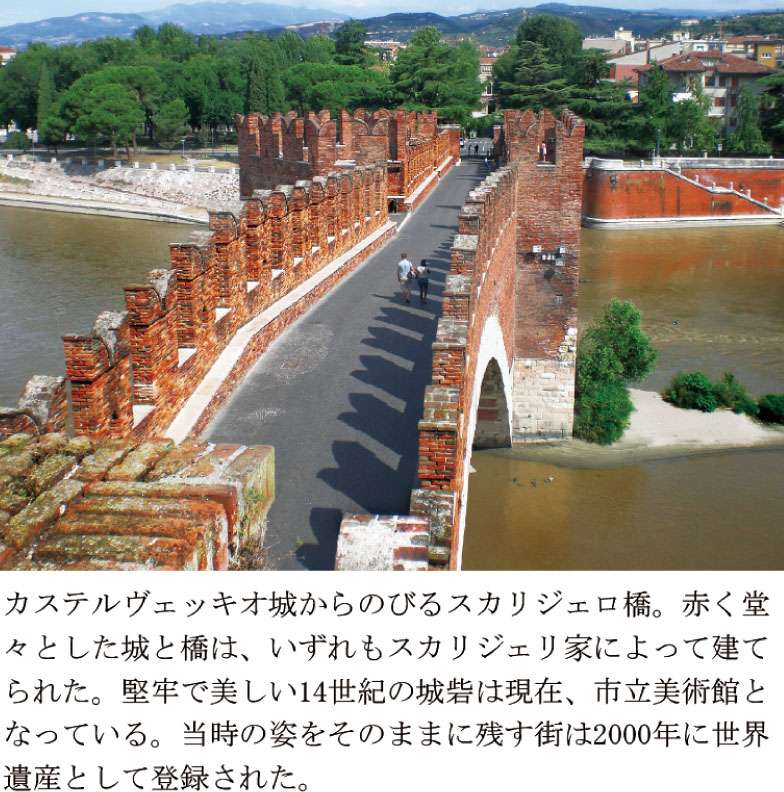 カステルヴェッキオ城からのびるスカリジェロ橋。赤く堂
々とした城と橋は、いずれもスカリジェリ家によって建て
られた。堅牢で美しい14世紀の城砦は現在、市立美術館と
なっている。当時の姿をそのままに残す街は2000年に世界
遺産として登録された。